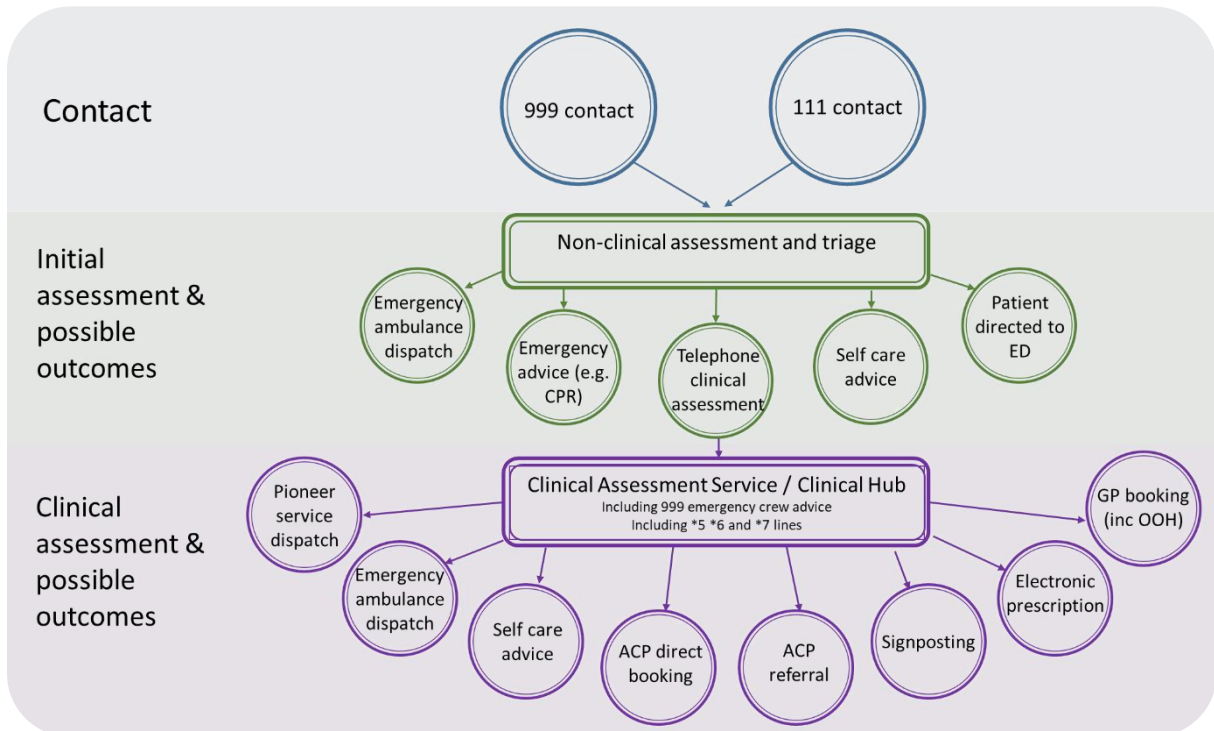 Contact
999 contact
111 contact
Initial
assessment &
possible
outcomes
Non-clinical assessment and triage
Emergency
ambulance
dispatch
Emergency
advice (e.g.
CPR)
Telephone
clinical
assessment
Self care
advice
Patient
directed to
ED
Clinical
assessment &
possible
outcomes
Clinical Assessment Service / Clinical Hub
Including 999 emergency crew advice
Including *5 *6 and *7 lines
Pioneer
service
dispatch
Emergency
ambulance
dispatch
Self care
advice
ACP direct
booking
ACP
referral
Signposting
Electronic
prescription
GP booking
(inc OOH)